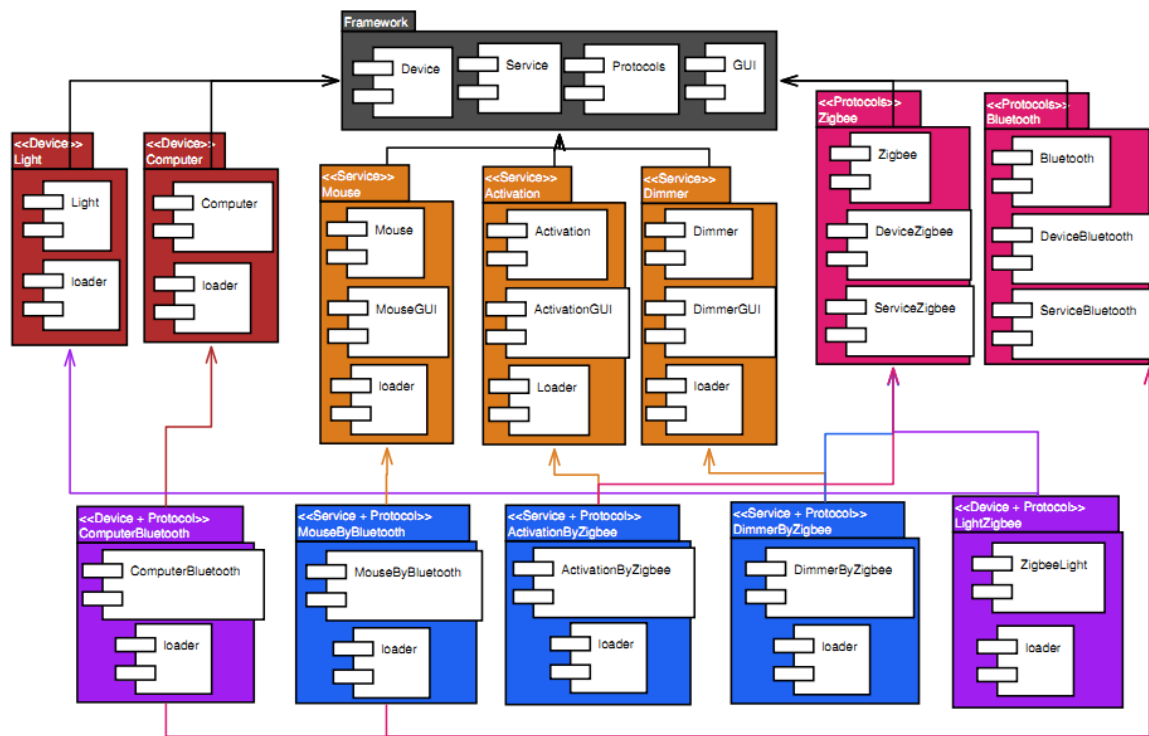 Framework
Device
Service
Protocols
GUI
<<Device>>
Light
Light
loader
<<Device>>
Computer
Computer
loader
<<Service>>
Mouse
Mouse
MouseGUI
loader
<<Service>>
Activation
Activation
ActivationGUI
Loader
<<Service>>
Dimmer
Dimmer
DimmerGUI
loader
<<Protocols>>
Zigbee
Zigbee
DeviceZigbee
ServiceZigbee
<<Protocols>>
Bluetooth
Bluetooth
DeviceBluetooth
ServiceBluetooth
<<Device + Protocol>>
ComputerBluetooth
ComputerBluetooth
loader
<<Service + Protocol>>
MouseByBluetooth
MouseByBluetooth
loader
<<Service + Protocol>>
ActivationByZigbee
ActivationByZigbee
loader
<<Service + Protocol>>
DimmerByZigbee
DimmerByZigbee
loader
<<Device + Protocol>>
LightZigbee
ZigbeeLight
loader